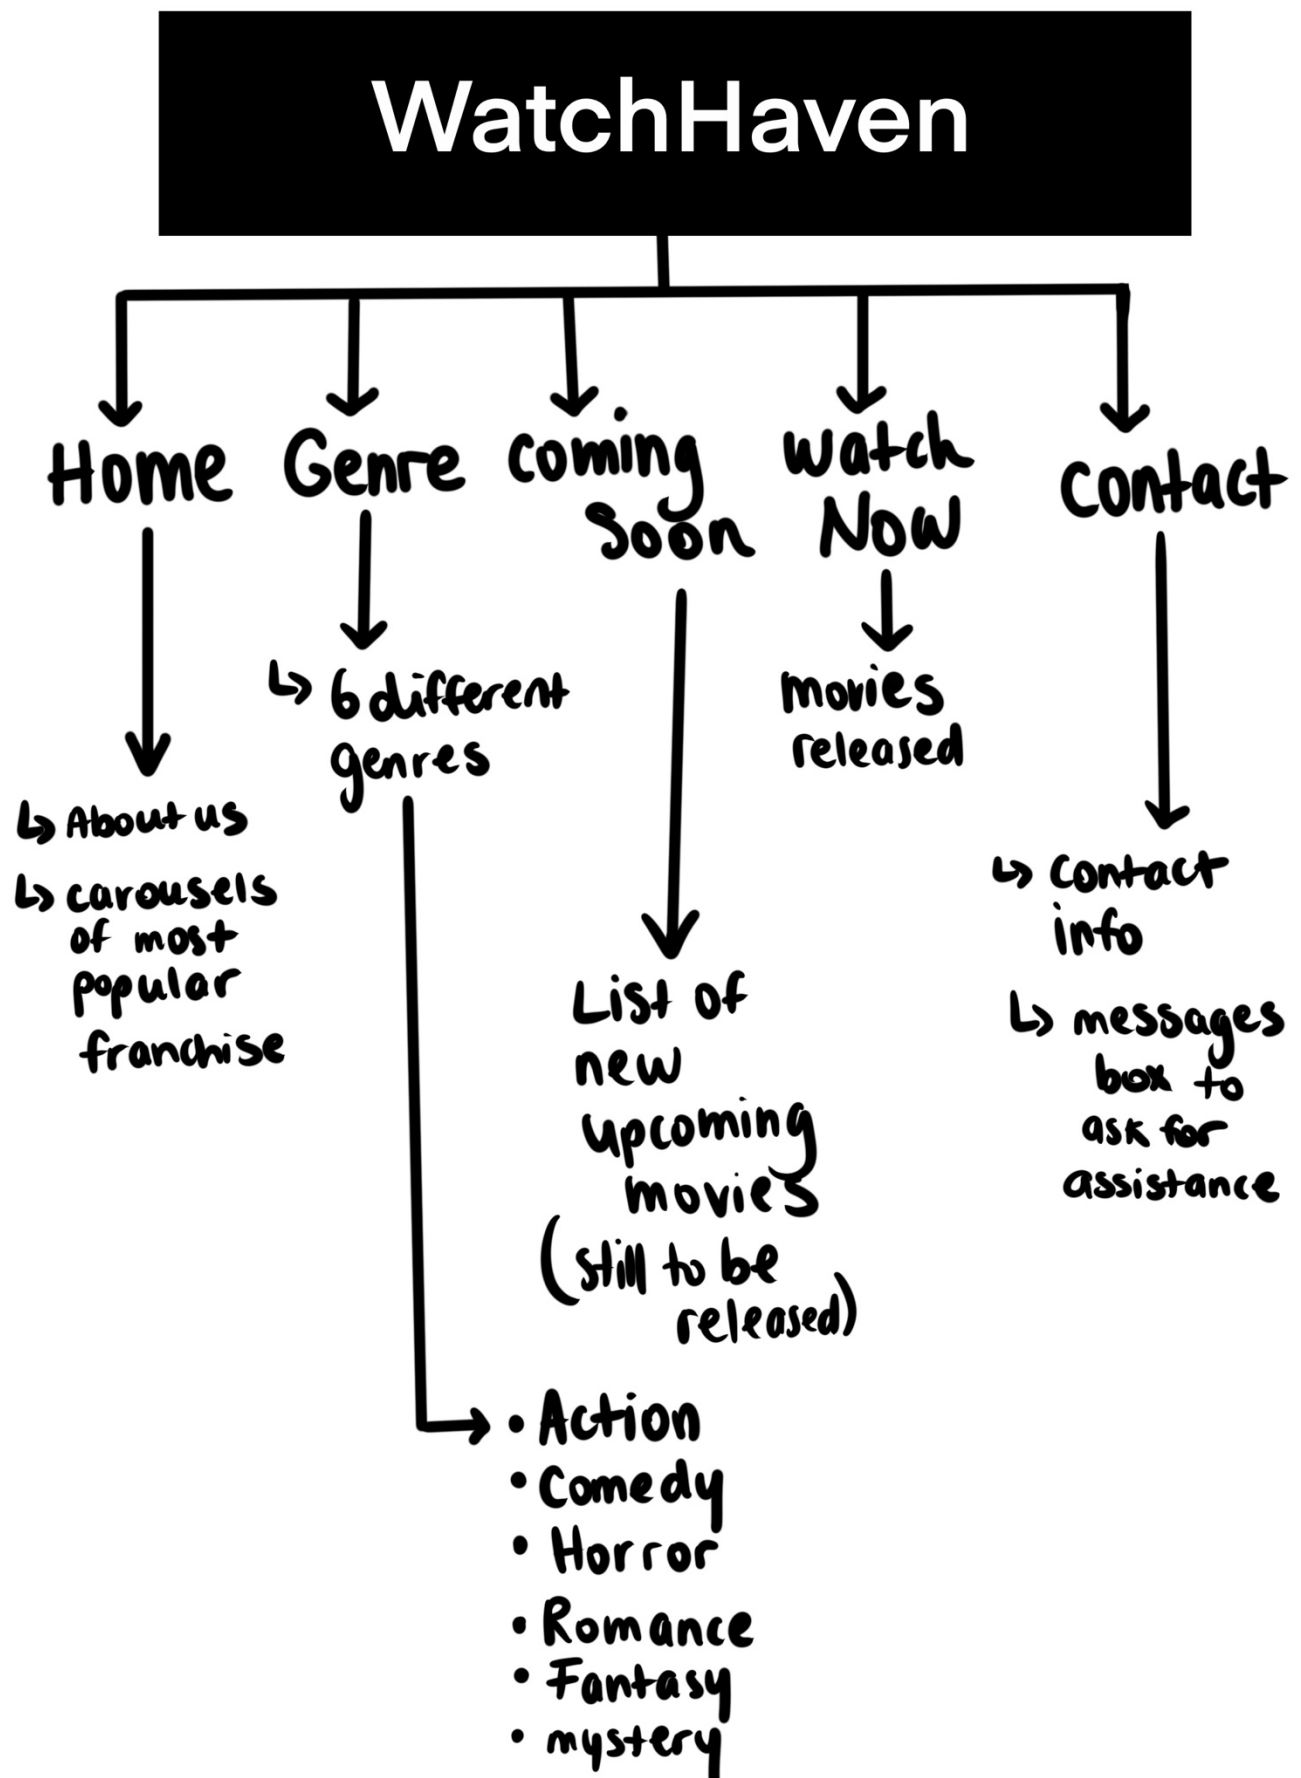 WatchHaven
Home
Genre
coming
Soon
watch
Now
contact
↳ About us
↳ carousels
of most
popular
franchise
↳ 6 different
genres
List of
new
upcoming
movies
(still to be
released)
movies
released
↳ contact
info
↳ messages
box to
ask for
assistance
• Action
• Comedy
• Horror
• Romance
• Fantasy
• mystery